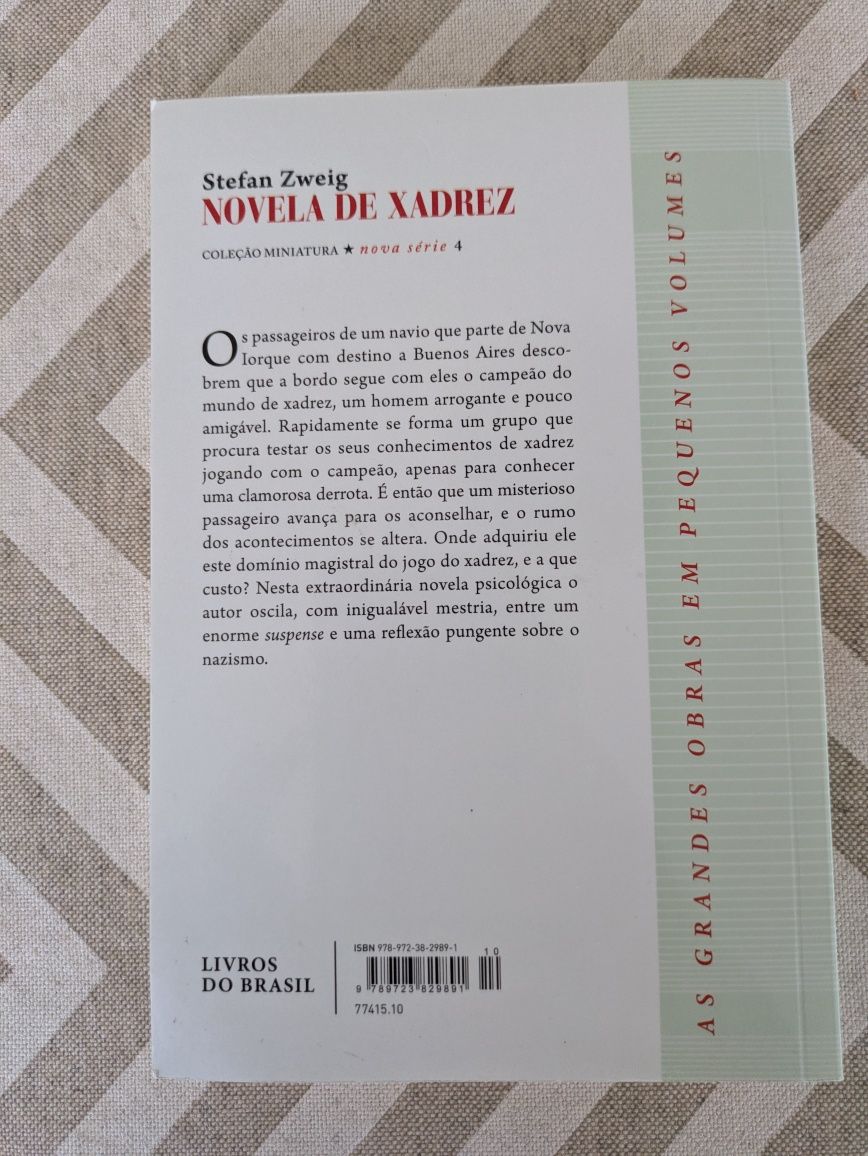 Stefan Zweig
NOVELA DE XADREZ
COLEÇÃO MINIATURA ★ nova série 4
Os passageiros de um navio que parte de Nova
Iorque com destino a Buenos Aires desco-
brem que a bordo segue com eles o campeão do
mundo de xadrez, um homem arrogante e pouco
amigável. Rapidamente se forma um grupo que
procura testar os seus conhecimentos de xadrez
jogando com o campeão, apenas para conhecer
uma clamorosa derrota. É então que um misterioso
passageiro avança para os aconselhar, e o rumo
dos acontecimentos se altera. Onde adquiriu ele
este domínio magistral do jogo do xadrez, e a que
custo? Nesta extraordinária novela psicológica o
autor oscila, com inigualável mestria, entre um
enorme suspense e uma reflexão pungente sobre o
nazismo.
LIVROS
DO BRASIL
ISBN 978-972-38-2989-1
10
9 789723 829891
77415.10
AS GRANDES OBRAS EM PEQUENOS VOLUMES